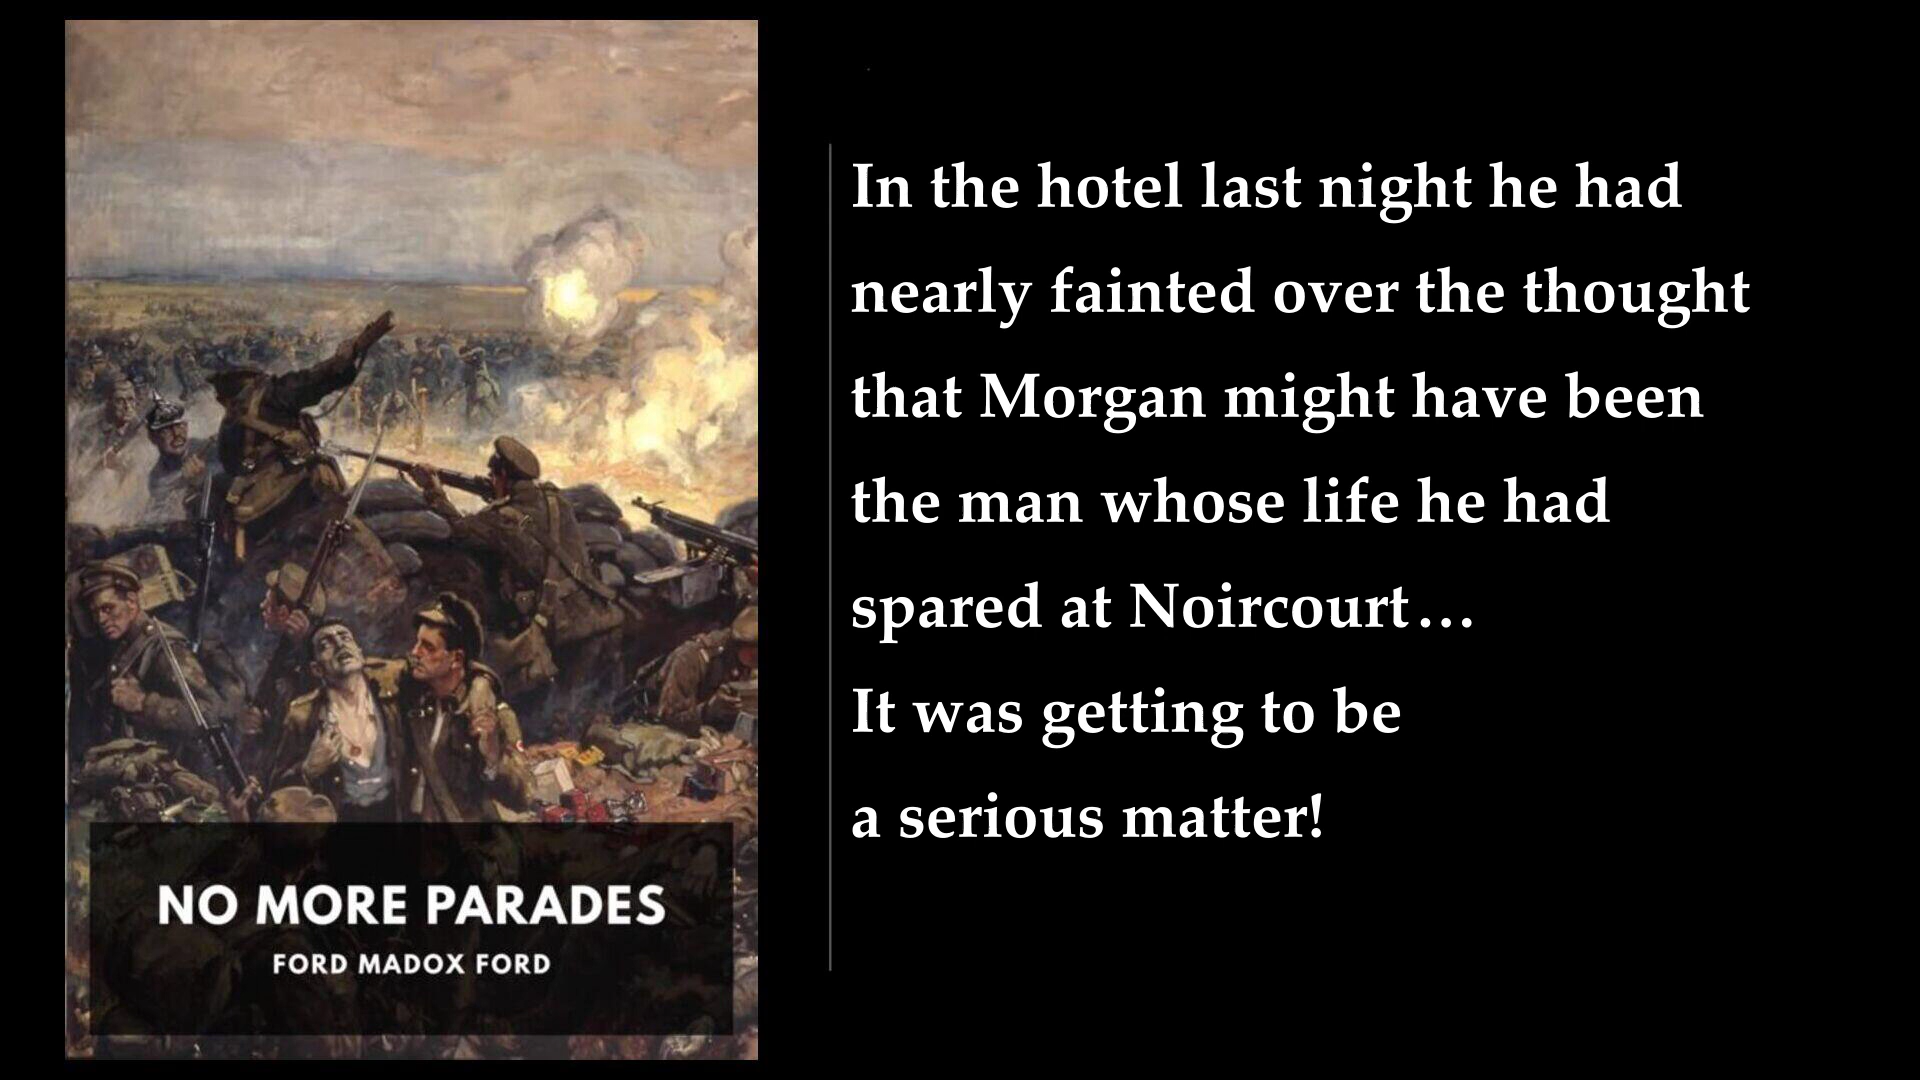 In the hotel last night he had
nearly fainted over the thought
that Morgan might have been
the man whose life he had
spared at Noircourt…
It was getting to be
a serious matter!
NO MORE PARADES
FORD MADOX FORD